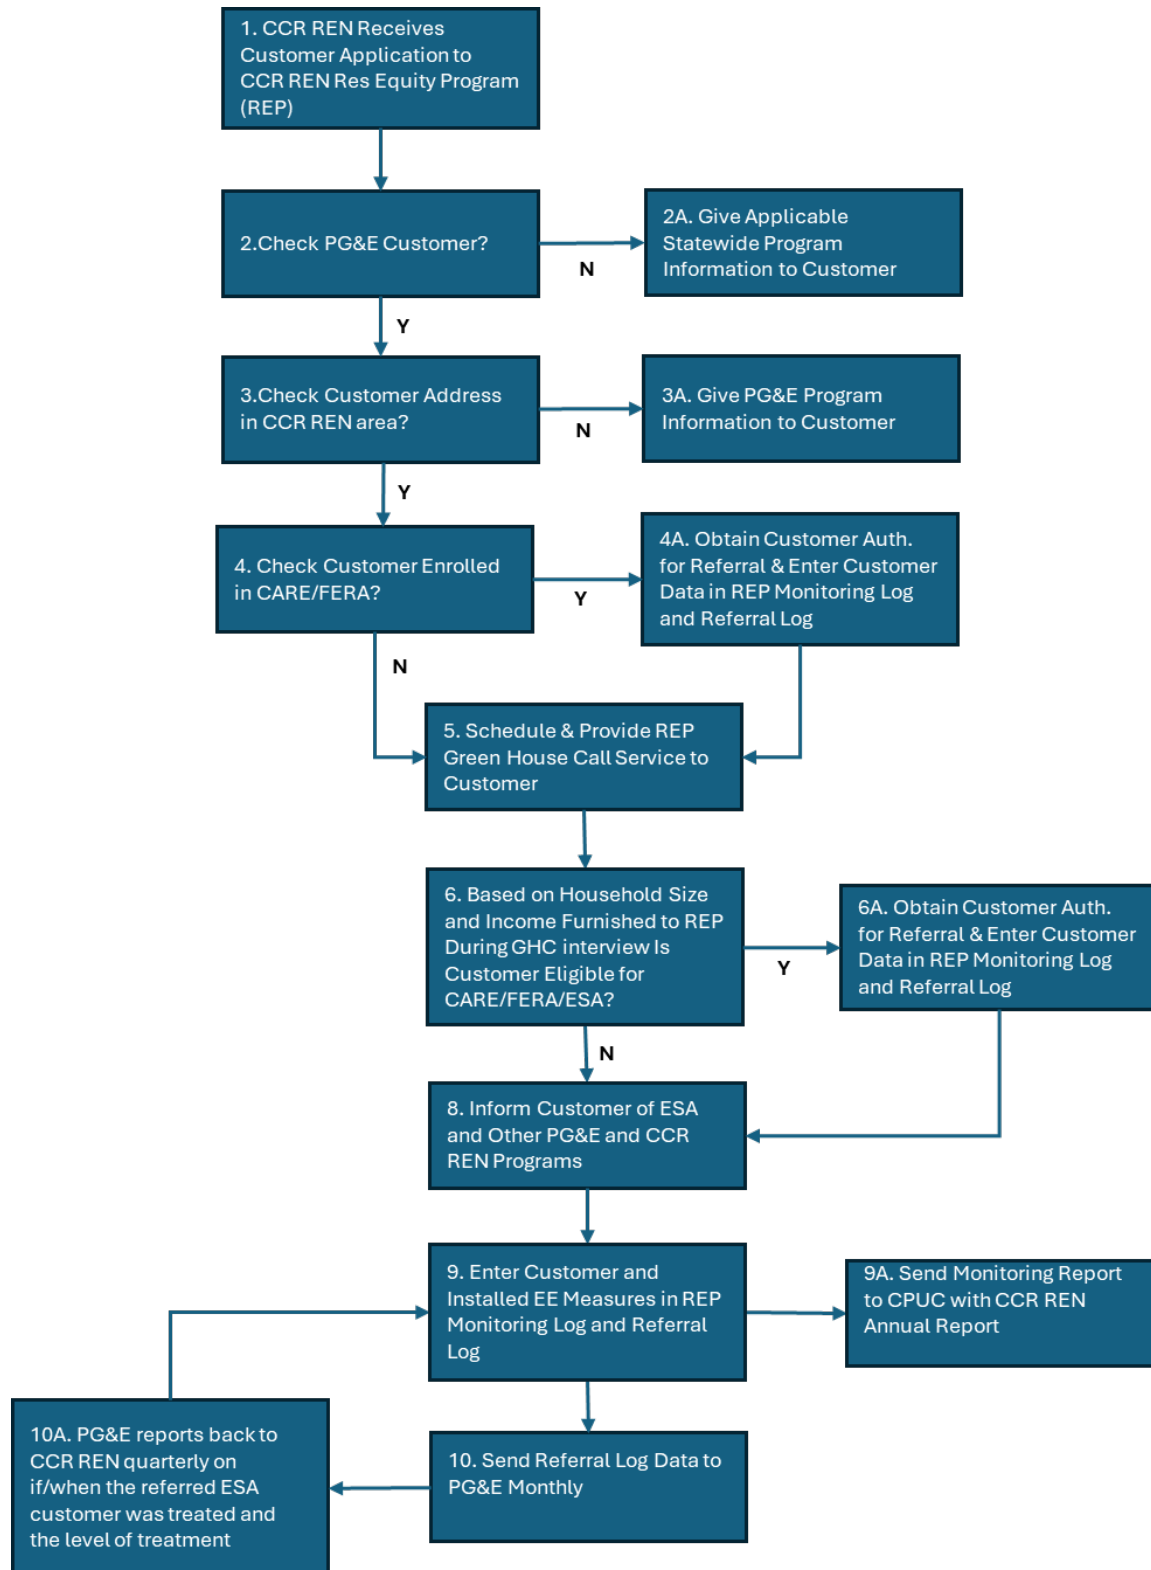 1. CCR REN Receives
Customer Application to
CCR REN Res Equity Program
(REP)
2.Check PG&E Customer?
N
2A. Give Applicable
Statewide Program
Information to Customer
Y
3.Check Customer Address
in CCR REN area?
N
3A. Give PG&E Program
Information to Customer
Y
4. Check Customer Enrolled
in CARE/FERA?
Y
4A. Obtain Customer Auth.
for Referral & Enter Customer
Data in REP Monitoring Log
and Referral Log
N
5. Schedule & Provide REP
Green House Call Service to
Customer
6. Based on Household Size
and Income Furnished to REP
During GHC interview Is
Customer Eligible for
CARE/FERA/ESA?
Y
6A. Obtain Customer Auth.
for Referral & Enter Customer
Data in REP Monitoring Log
and Referral Log
N
8. Inform Customer of ESA
and Other PG&E and CCR
REN Programs
9. Enter Customer and
Installed EE Measures in REP
Monitoring Log and Referral
Log
9A. Send Monitoring Report
to CPUC with CCR REN
Annual Report
10. Send Referral Log Data to
PG&E Monthly
10A. PG&E reports back to
CCR REN quarterly on
if/when the referred ESA
customer was treated and
the level of treatment